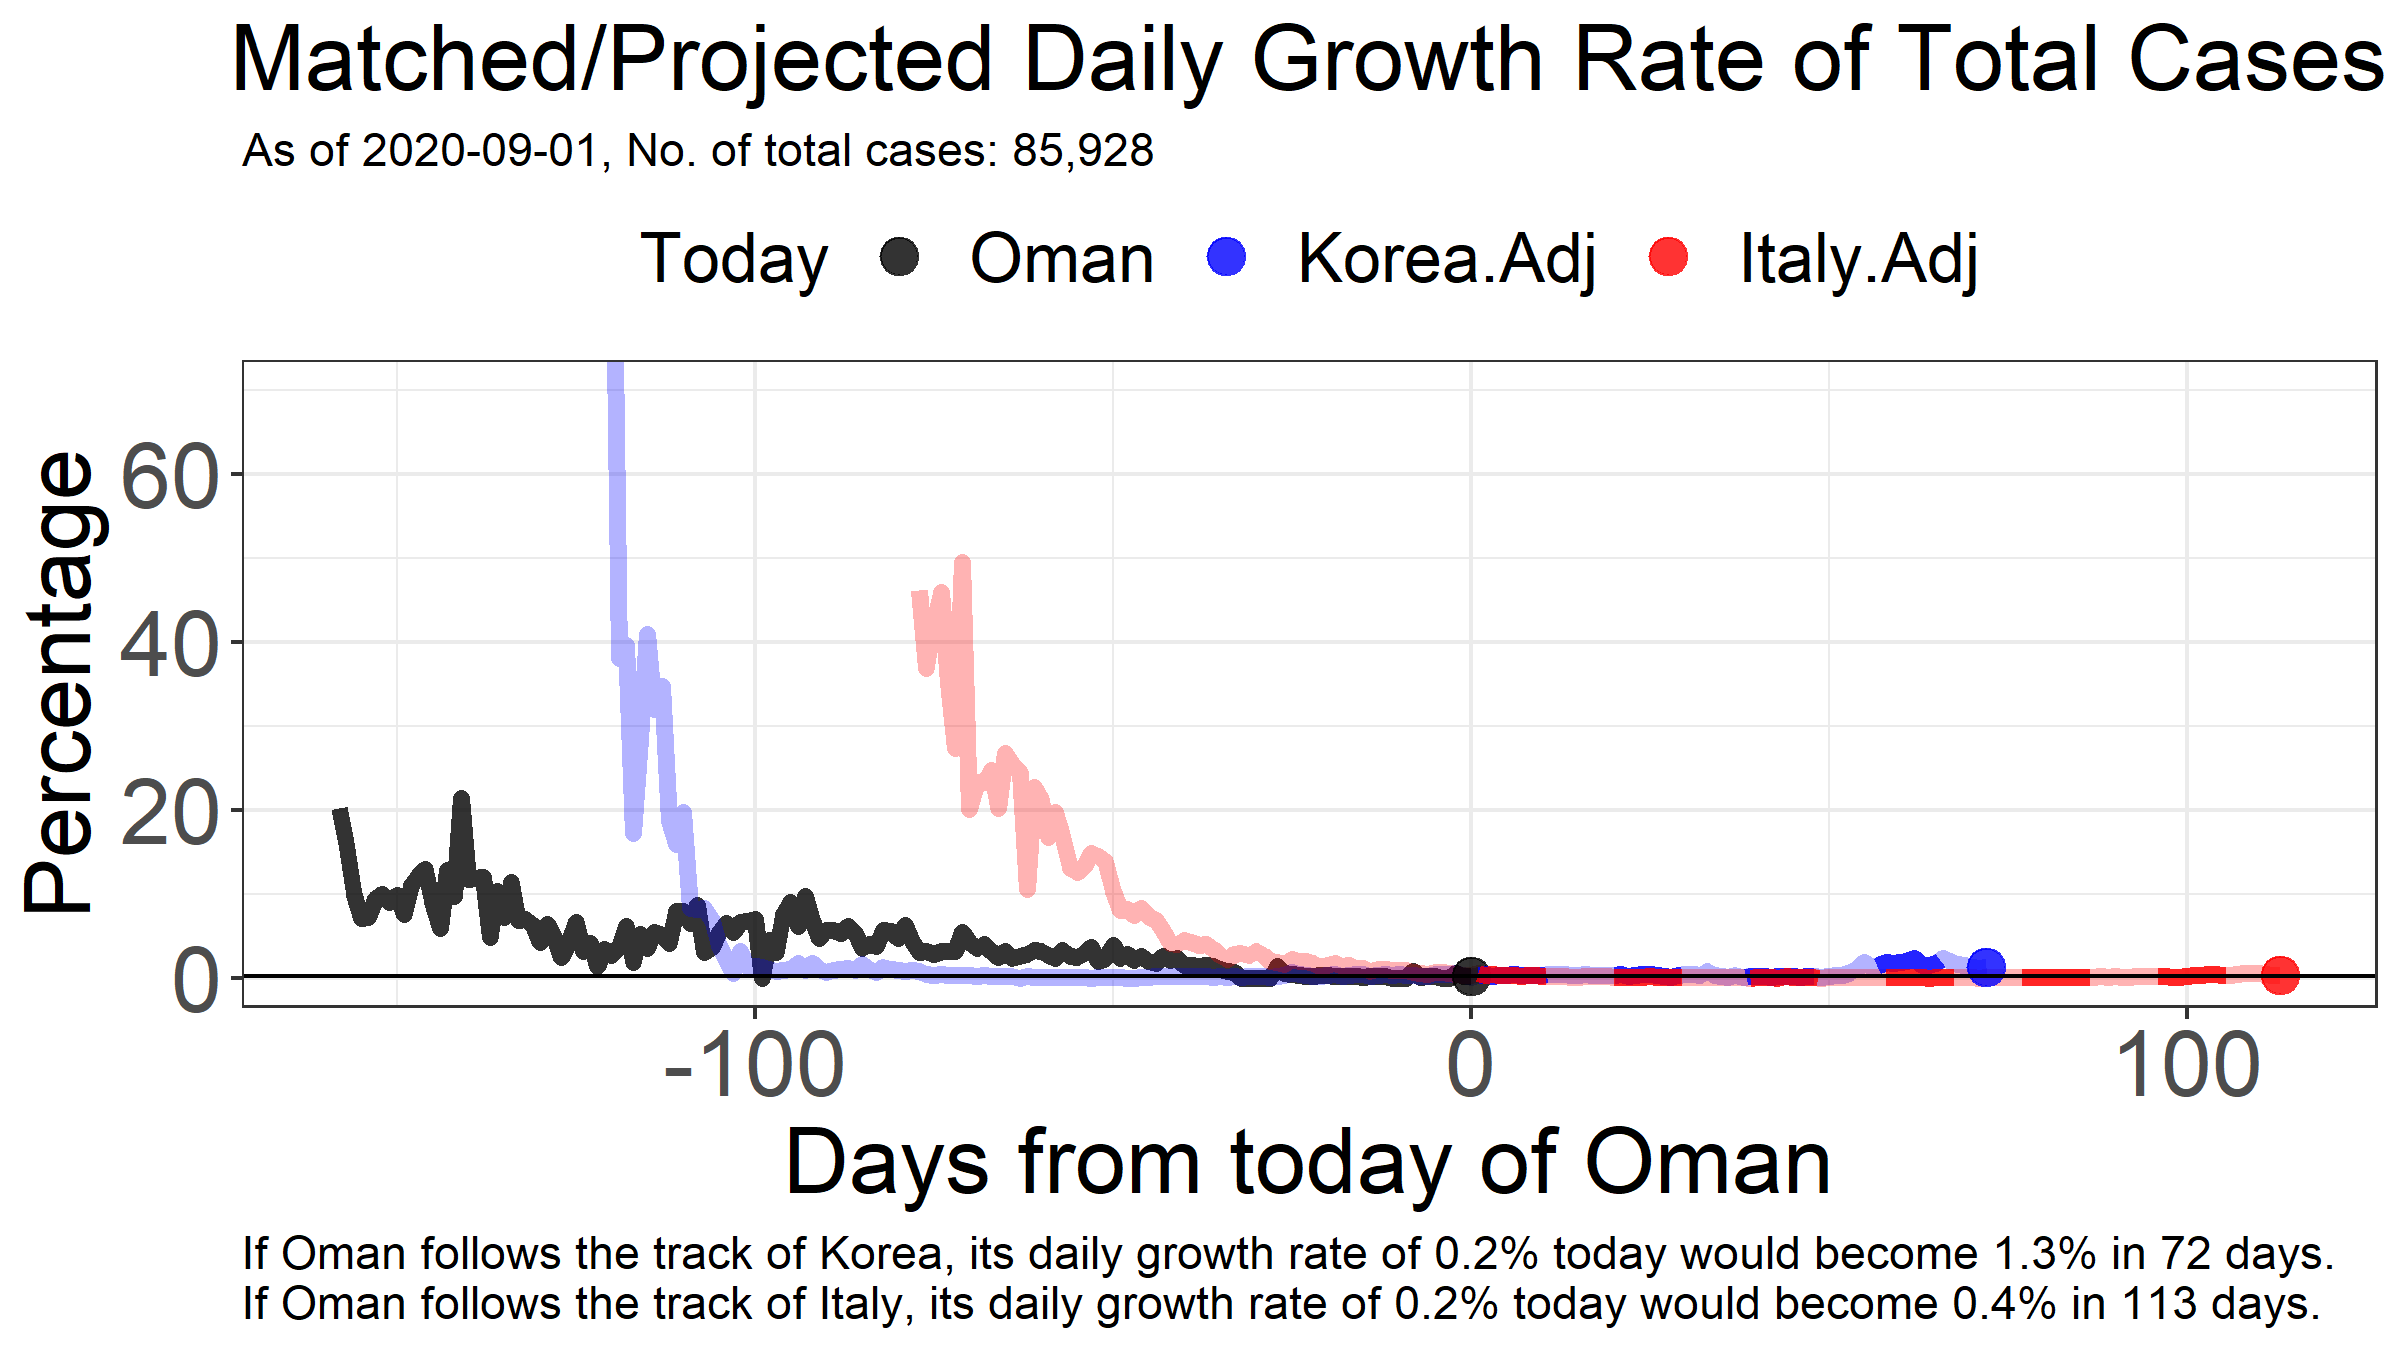 Matched/Projected Daily Growth Rate of Total Cases
As of 2020-09-01, No. of total cases: 85,928
Today Oman Korea.Adj Italy.Adj
Percentage
60
40
20
0
-100 0 100
Days from today of Oman
If Oman follows the track of Korea, its daily growth rate of 0.2% today would become 1.3% in 72 days.
If Oman follows the track of Italy, its daily growth rate of 0.2% today would become 0.4% in 113 days.